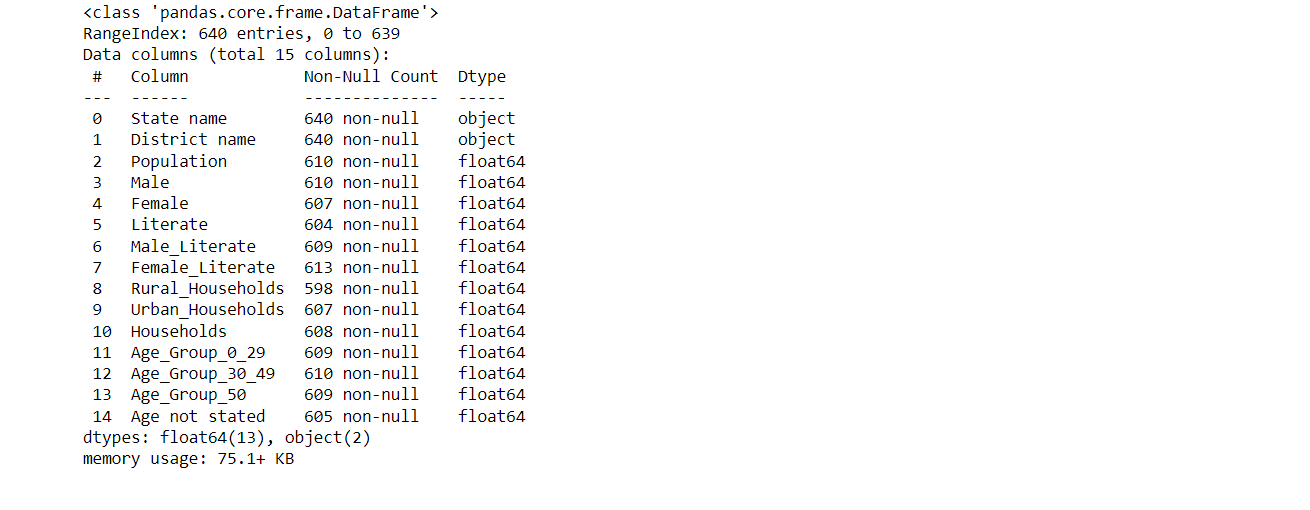 <class 'pandas.core.frame.DataFrame'>
RangeIndex: 640 entries, 0 to 639
Data columns (total 15 columns):
 #   Column            Non-Null Count  Dtype
---  ------            --------------  -----
 0   State name        640 non-null    object
 1   District name     640 non-null    object
 2   Population        610 non-null    float64
 3   Male              610 non-null    float64
 4   Female            607 non-null    float64
 5   Literate          604 non-null    float64
 6   Male_Literate     609 non-null    float64
 7   Female_Literate   613 non-null    float64
 8   Rural_Households  598 non-null    float64
 9   Urban_Households  607 non-null    float64
 10  Households        608 non-null    float64
 11  Age_Group_0_29    609 non-null    float64
 12  Age_Group_30_49   610 non-null    float64
 13  Age_Group_50      609 non-null    float64
 14  Age not stated    605 non-null    float64
dtypes: float64(13), object(2)
memory usage: 75.1+ KB